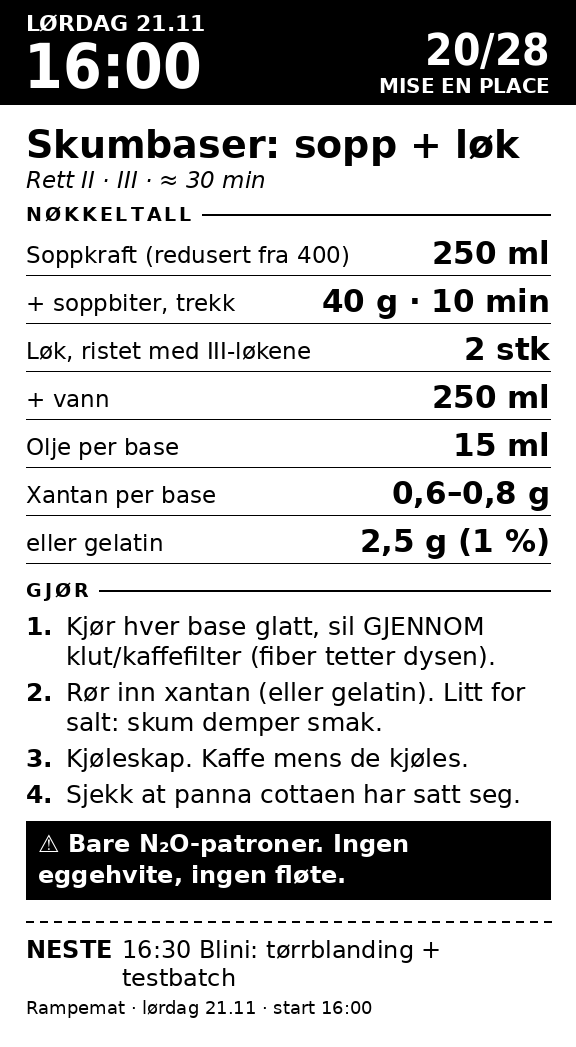 LØRDAG 21.11
16:00
20/28
MISE EN PLACE
Skumbaser: sopp + løk
Rett II · III · ≈ 30 min
NØKKELTALL
Soppkraft (redusert fra 400) 250 ml
+ soppbiter, trekk 40 g · 10 min
Løk, ristet med III-løkene 2 stk
+ vann 250 ml
Olje per base 15 ml
Xantan per base 0,6–0,8 g
eller gelatin 2,5 g (1 %)
GJØR
1. Kjør hver base glatt, sil GJENNOM
klut/kaffefilter (fiber tetter dysen).
2. Rør inn xantan (eller gelatin). Litt for
salt: skum demper smak.
3. Kjøleskap. Kaffe mens de kjøles.
4. Sjekk at panna cottaen har satt seg.
⚠ Bare N₂O-patroner. Ingen
eggehvite, ingen fløte.
NESTE 16:30 Blini: tørrblanding +
testbatch
Rampemat · lørdag 21.11 · start 16:00